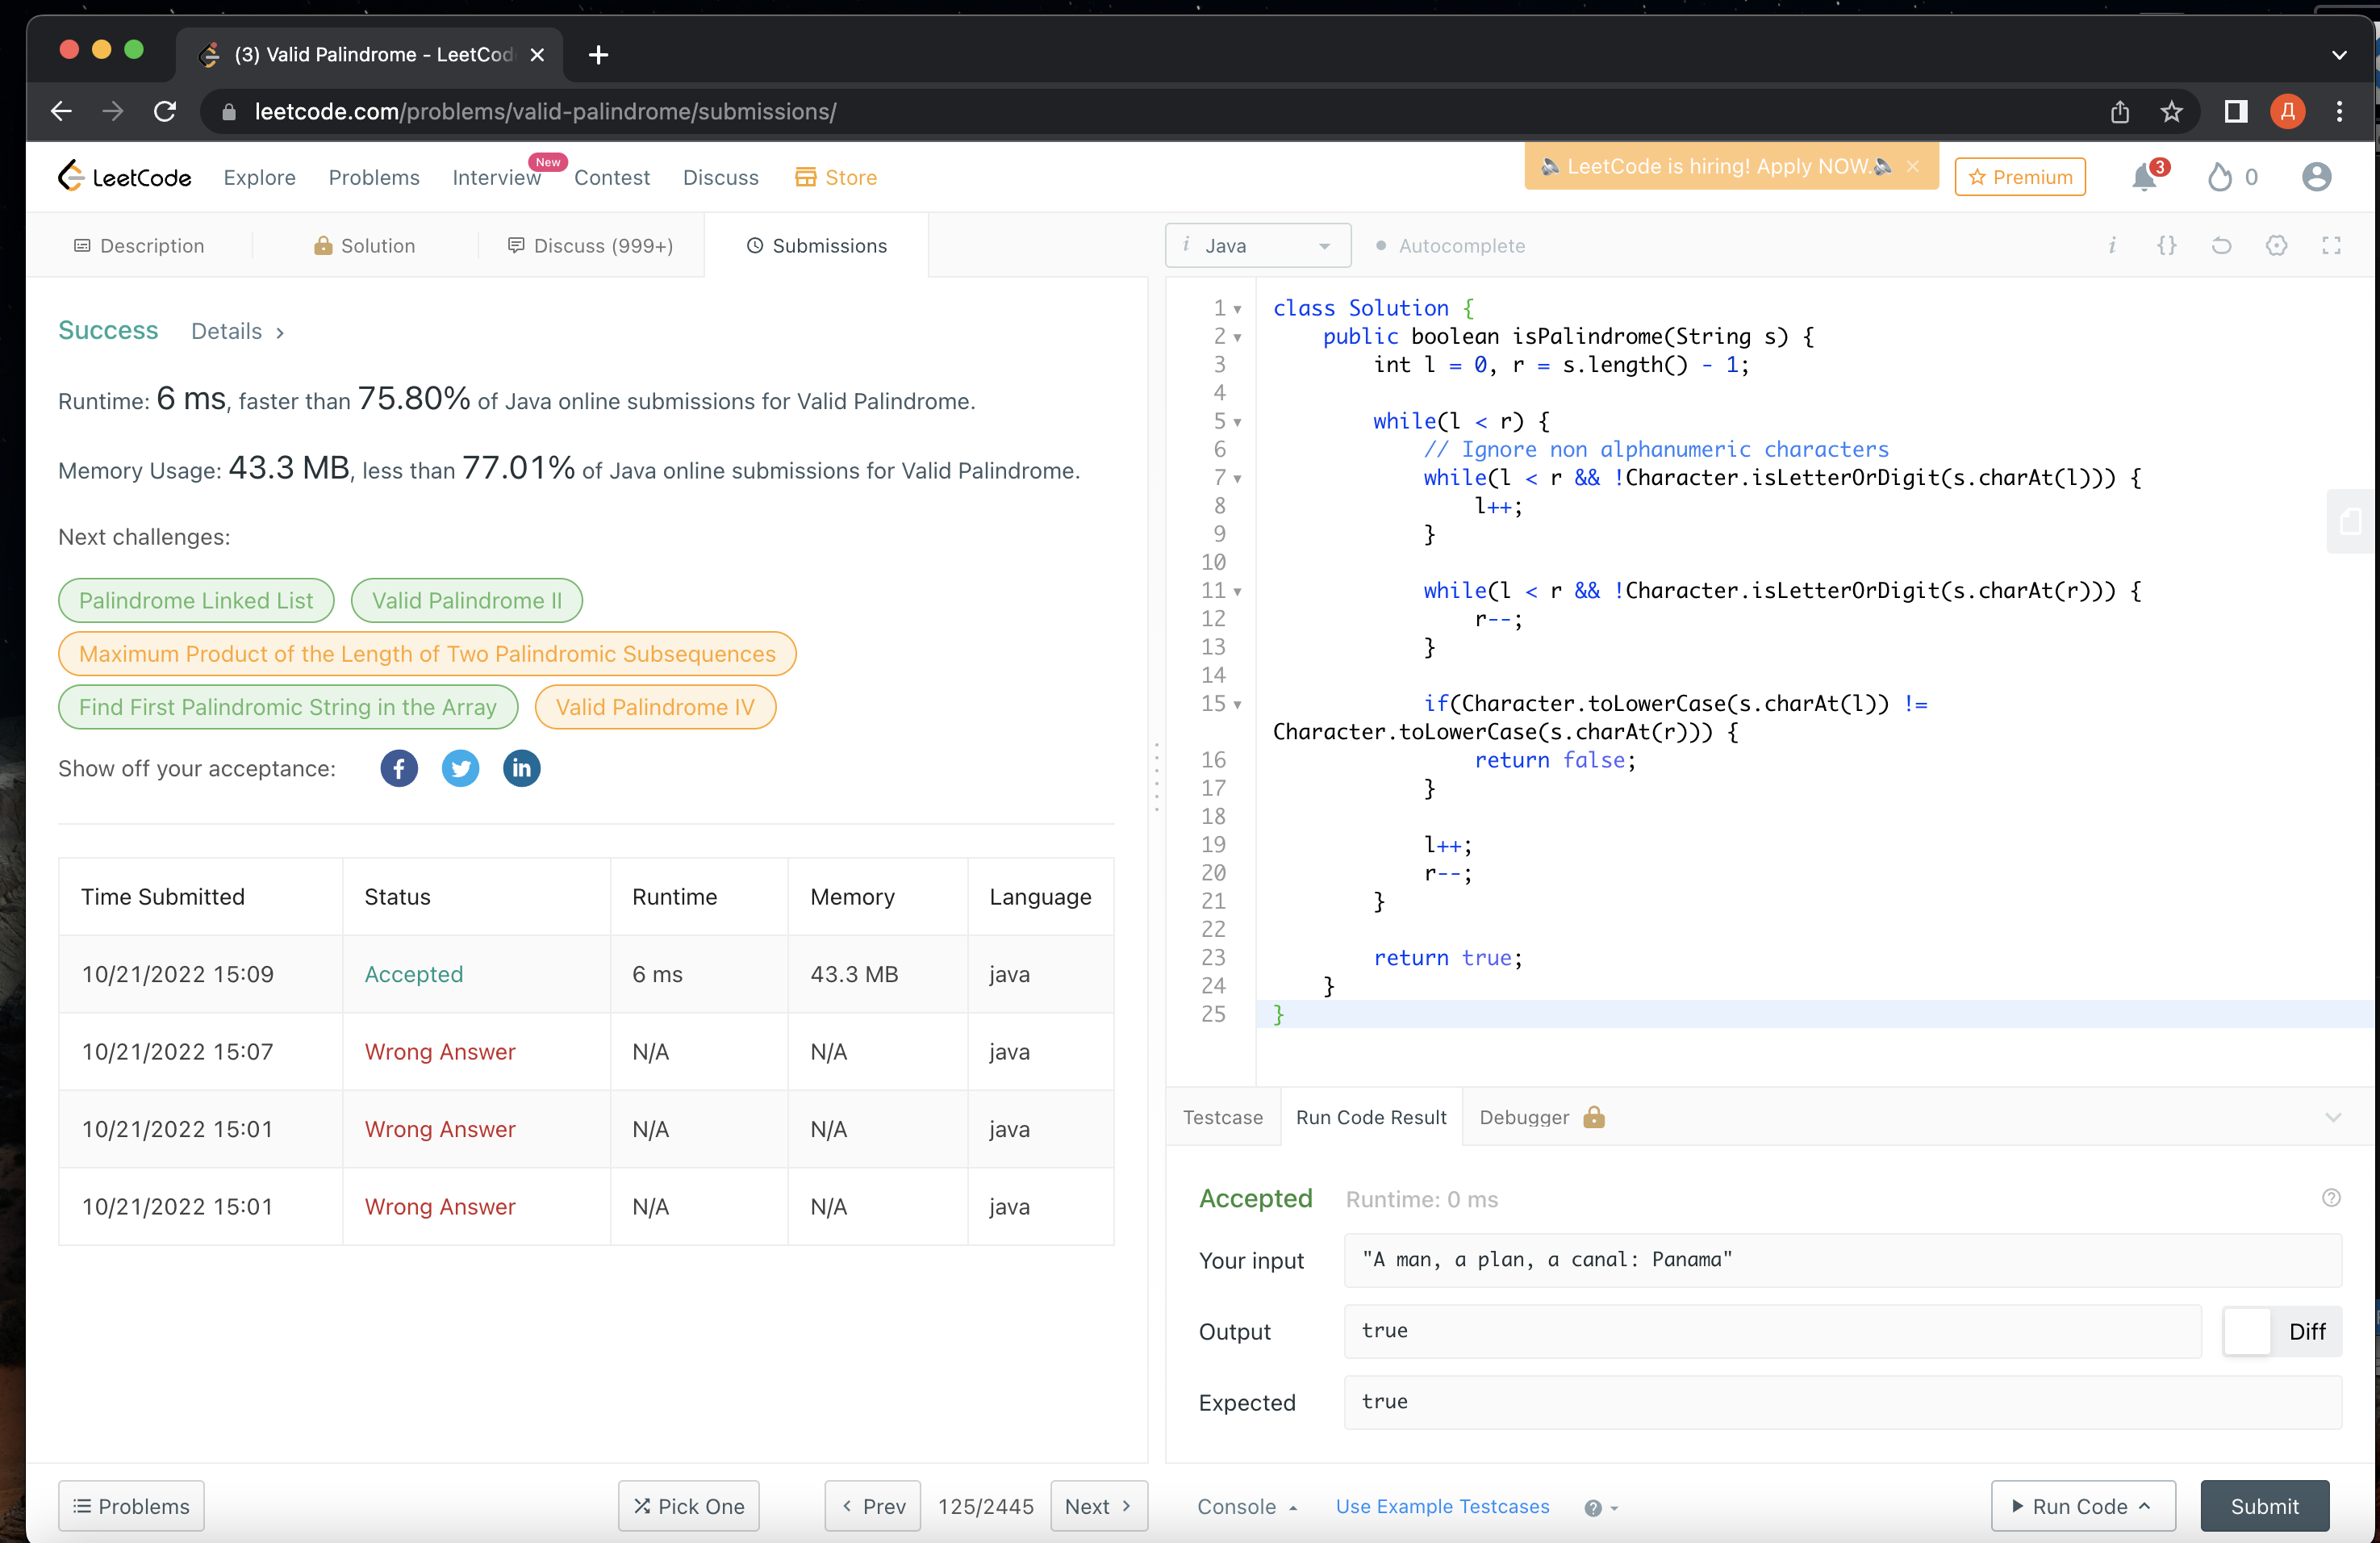 (3) Valid Palindrome - LeetCod
leetcode.com/problems/valid-palindrome/submissions/
Д
LeetCode
Explore
Problems
Interview
New
Contest
Discuss
Store
LeetCode is hiring! Apply NOW.
Premium
3
0
Description
Solution
Discuss (999+)
Submissions
i Java
Autocomplete
i {}
Success Details
Runtime: 6 ms, faster than 75.80% of Java online submissions for Valid Palindrome.
Memory Usage: 43.3 MB, less than 77.01% of Java online submissions for Valid Palindrome.
Next challenges:
Palindrome Linked List Valid Palindrome II
Maximum Product of the Length of Two Palindromic Subsequences
Find First Palindromic String in the Array Valid Palindrome IV
Show off your acceptance: f in
Time Submitted Status Runtime Memory Language
10/21/2022 15:09 Accepted 6 ms 43.3 MB java
10/21/2022 15:07 Wrong Answer N/A N/A java
10/21/2022 15:01 Wrong Answer N/A N/A java
10/21/2022 15:01 Wrong Answer N/A N/A java
1 class Solution {
2 public boolean isPalindrome(String s) {
3 int l = 0, r = s.length() - 1;
4
5 while(l < r) {
6 // Ignore non alphanumeric characters
7 while(l < r && !Character.isLetterOrDigit(s.charAt(l))) {
8 l++;
9 }
10
11 while(l < r && !Character.isLetterOrDigit(s.charAt(r))) {
12 r--;
13 }
14
15 if(Character.toLowerCase(s.charAt(l)) !=
Character.toLowerCase(s.charAt(r))) {
16 return false;
17 }
18
19 l++;
20 r--;
21 }
22
23 return true;
24 }
25 }
Testcase Run Code Result Debugger
Accepted Runtime: 0 ms
?
Your input "A man, a plan, a canal: Panama"
Output true
Diff
Expected true
Problems
Pick One
Prev
125/2445
Next
Console
Use Example Testcases
?
Run Code
Submit